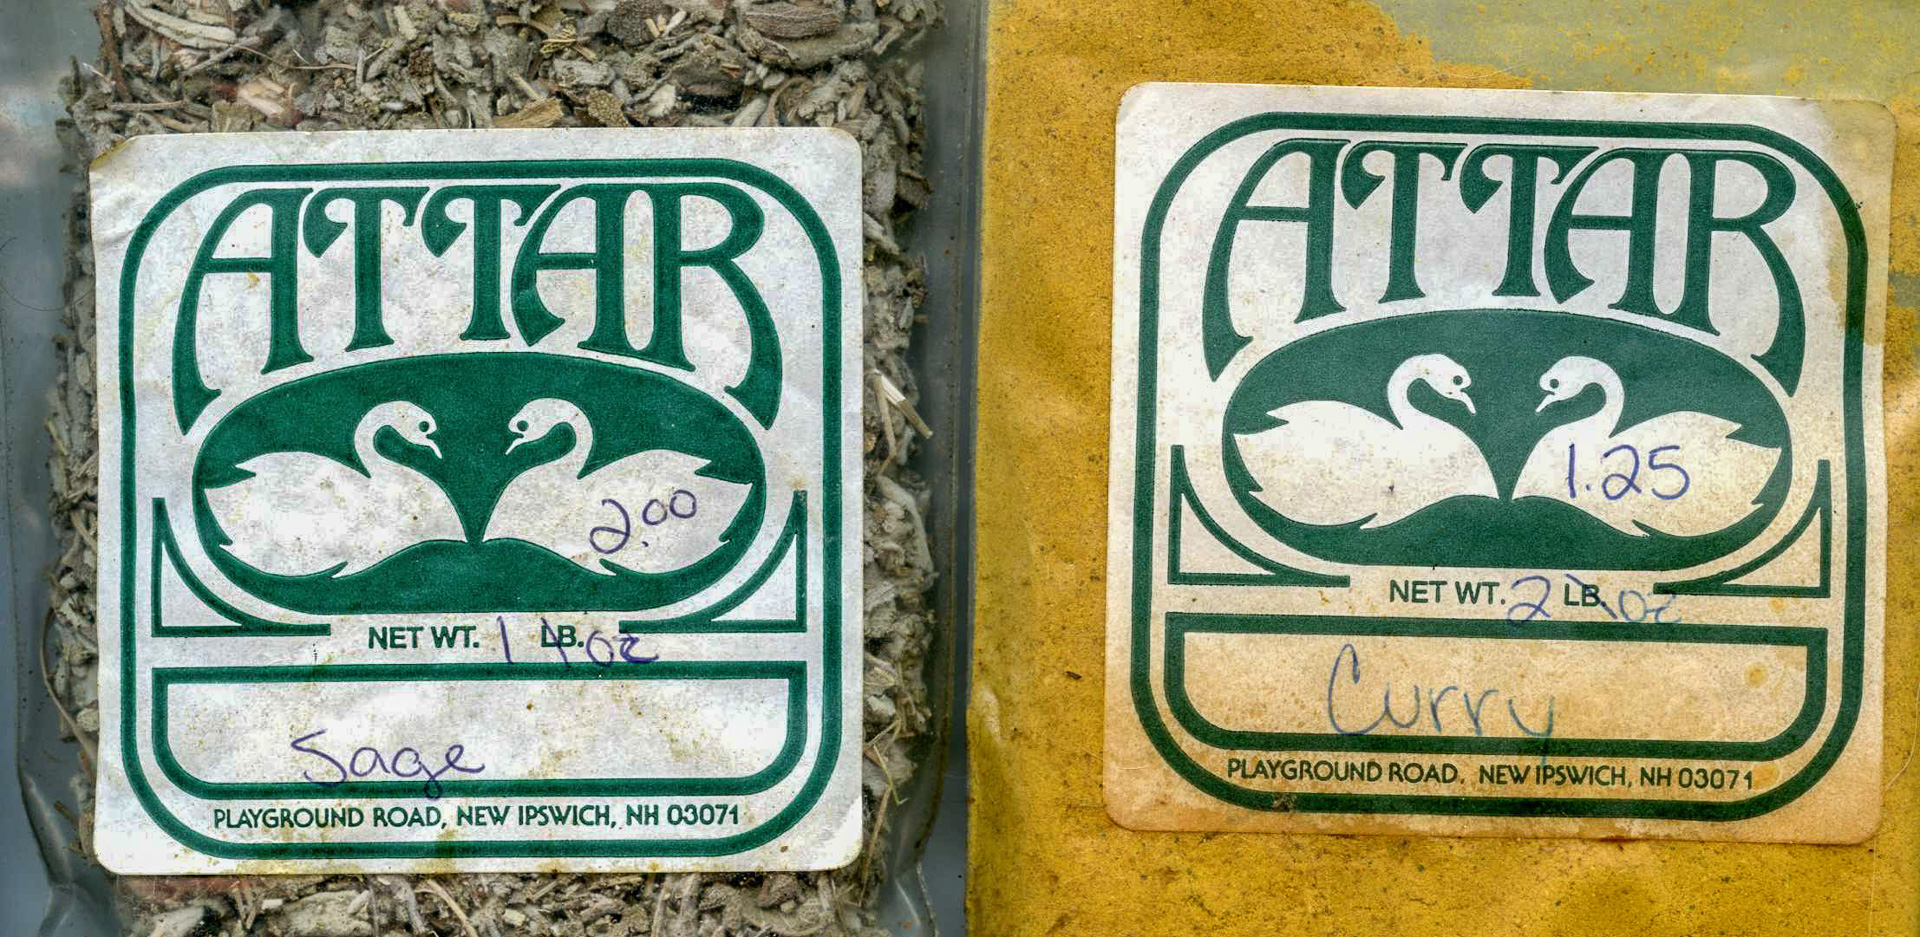 ATTAR
2.00
NET WT. 1 LB. oz
Sage
PLAYGROUND ROAD, NEW IPSWICH, NH 03071
ATTAR
1.25
NET WT. 2 LB. oz
Curry
PLAYGROUND ROAD, NEW IPSWICH, NH 03071